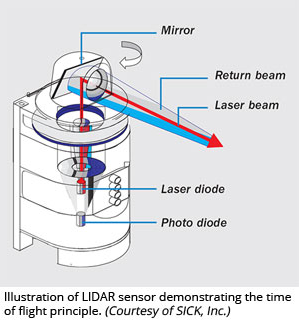 Mirror
Return beam
Laser beam
Laser diode
Photo diode
Illustration of LIDAR sensor demonstrating the time
of flight principle. (Courtesy of SICK, Inc.)